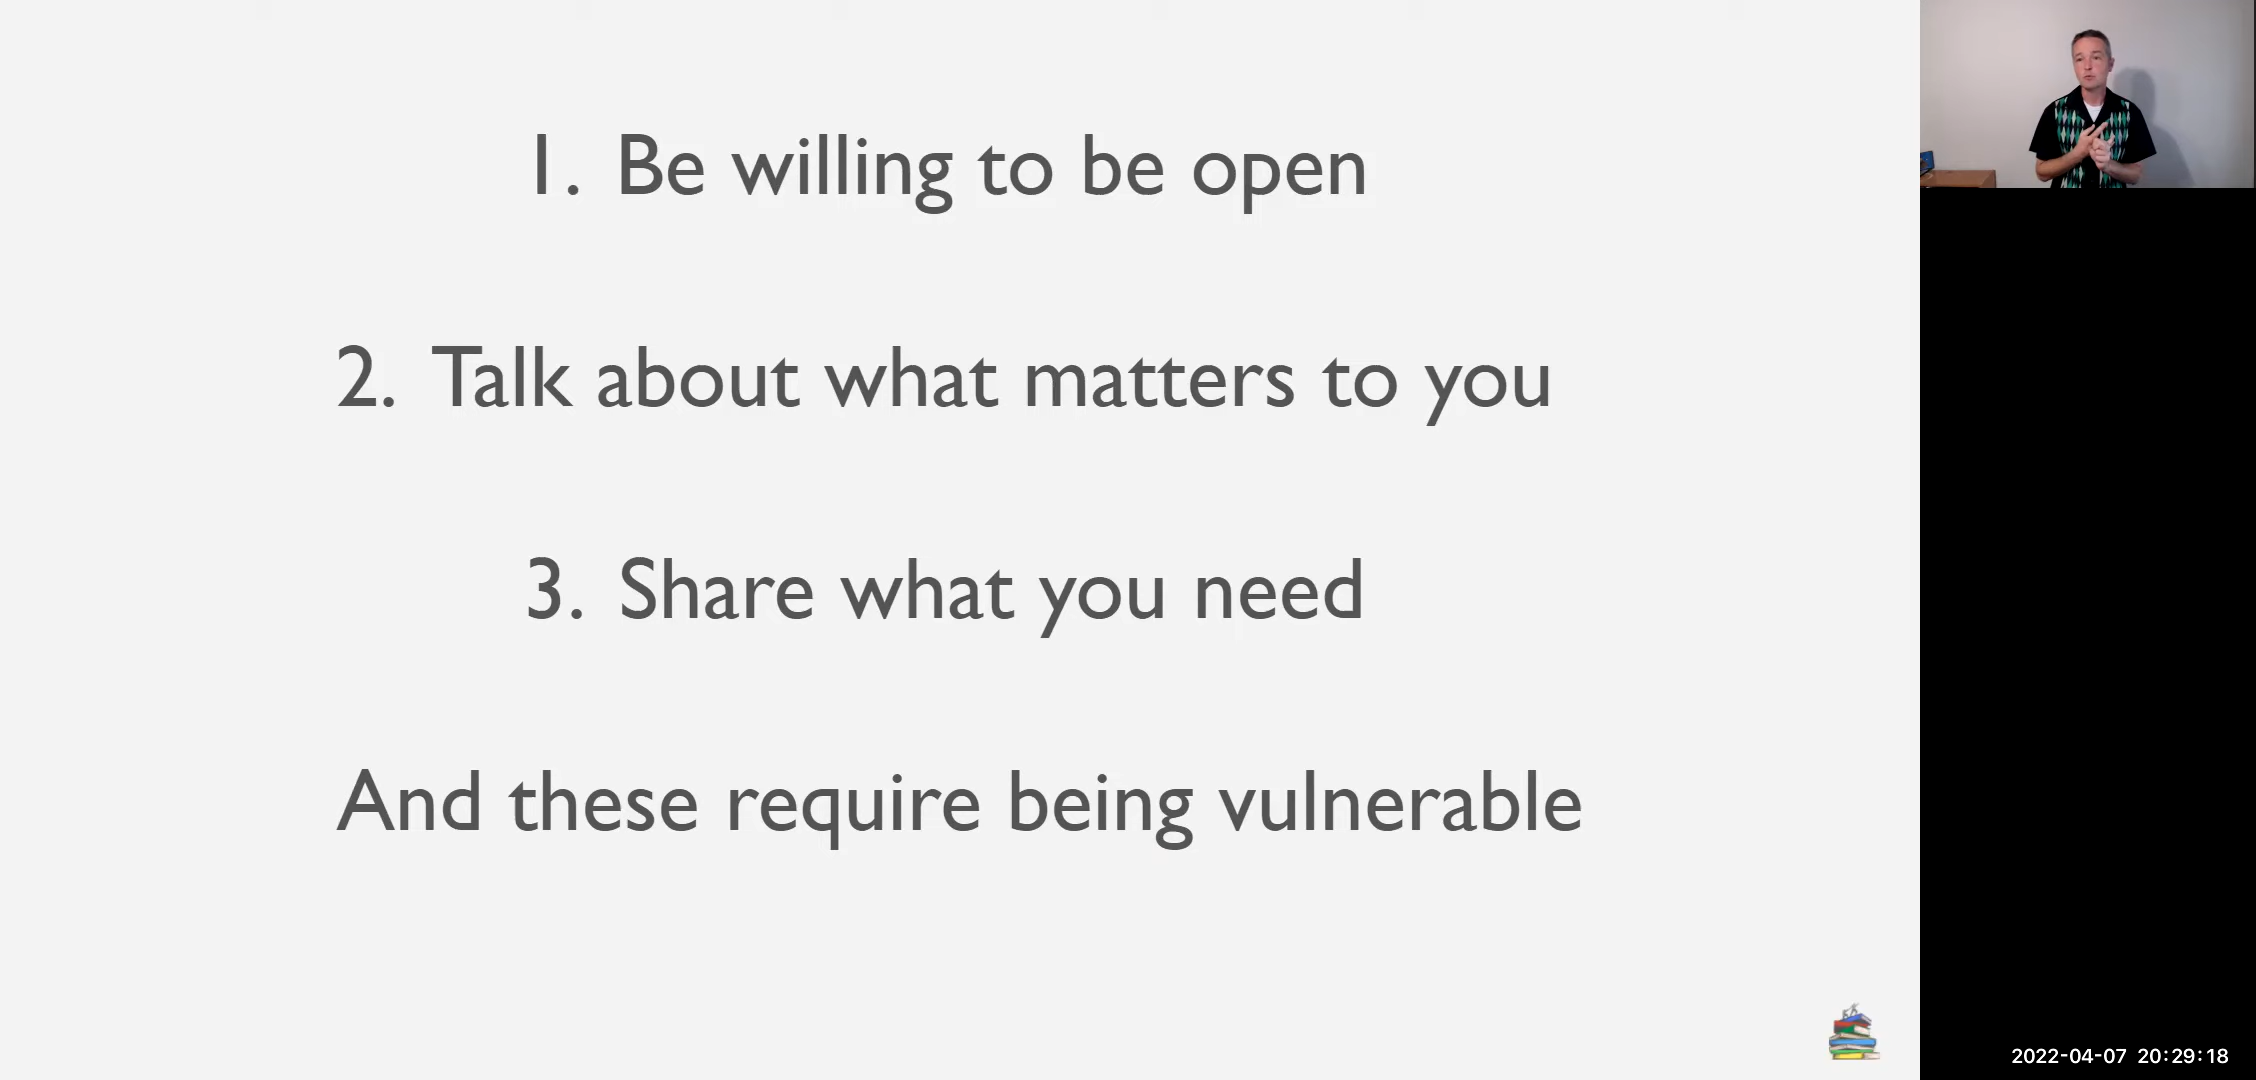 1. Be willing to be open
2. Talk about what matters to you
3. Share what you need
And these require being vulnerable
2022-04-07 20:29:18